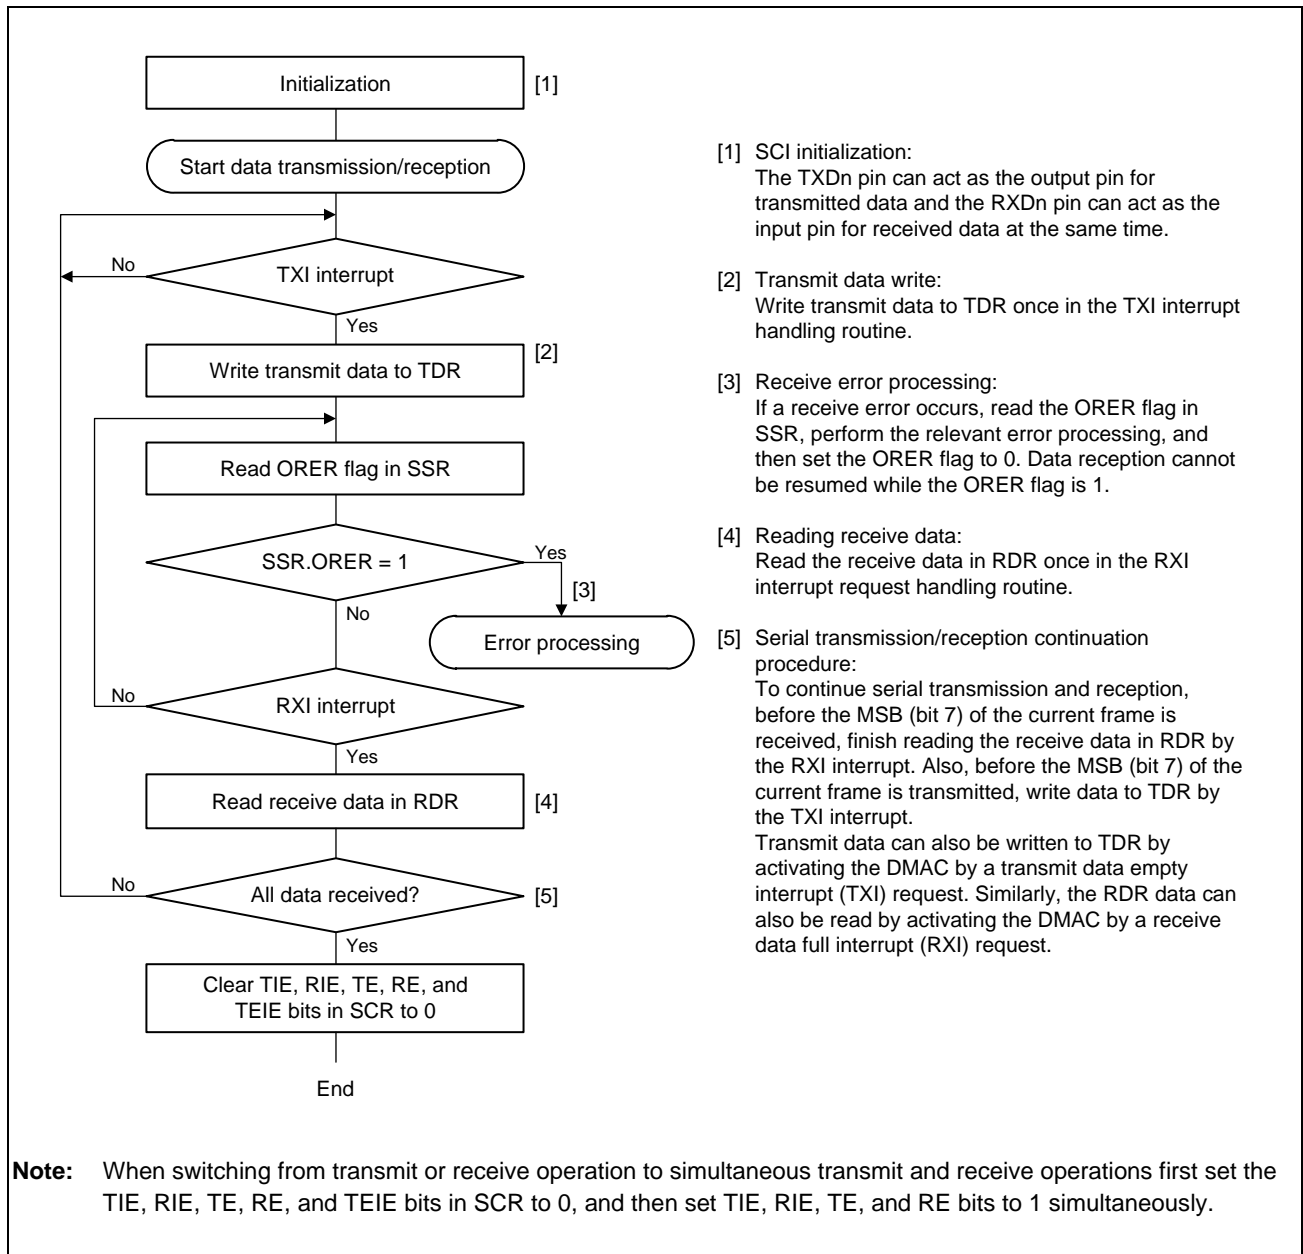 Initialization
[1]
Start data transmission/reception
No
TXI interrupt
Yes
Write transmit data to TDR
[2]
Read ORER flag in SSR
SSR.ORER = 1
Yes
[3]
No
Error processing
No
RXI interrupt
Yes
Read receive data in RDR
[4]
No
All data received?
[5]
Yes
Clear TIE, RIE, TE, RE, and
TEIE bits in SCR to 0
End
[1] SCI initialization:
The TXDn pin can act as the output pin for
transmitted data and the RXDn pin can act as the
input pin for received data at the same time.
[2] Transmit data write:
Write transmit data to TDR once in the TXI interrupt
handling routine.
[3] Receive error processing:
If a receive error occurs, read the ORER flag in
SSR, perform the relevant error processing, and
then set the ORER flag to 0. Data reception cannot
be resumed while the ORER flag is 1.
[4] Reading receive data:
Read the receive data in RDR once in the RXI
interrupt request handling routine.
[5] Serial transmission/reception continuation
procedure:
To continue serial transmission and reception,
before the MSB (bit 7) of the current frame is
received, finish reading the receive data in RDR by
the RXI interrupt. Also, before the MSB (bit 7) of the
current frame is transmitted, write data to TDR by
the TXI interrupt.
Transmit data can also be written to TDR by
activating the DMAC by a transmit data empty
interrupt (TXI) request. Similarly, the RDR data can
also be read by activating the DMAC by a receive
data full interrupt (RXI) request.
Note: When switching from transmit or receive operation to simultaneous transmit and receive operations first set the
TIE, RIE, TE, RE, and TEIE bits in SCR to 0, and then set TIE, RIE, TE, and RE bits to 1 simultaneously.